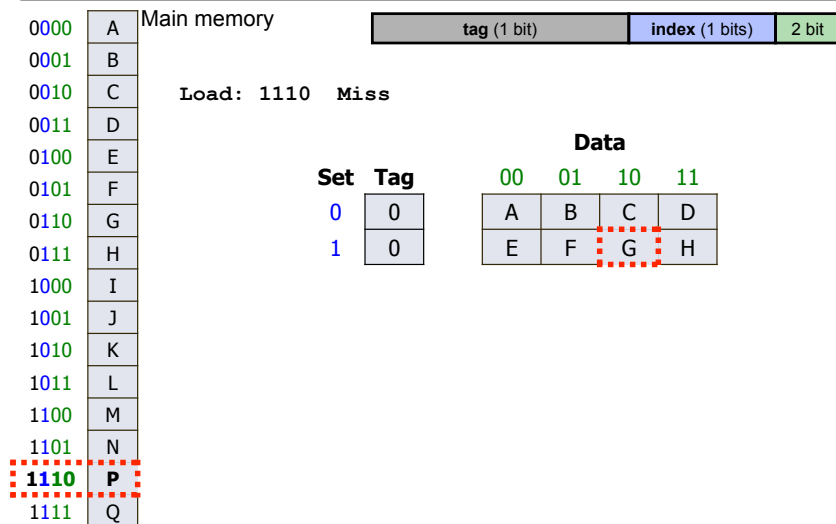 Main memory
tag (1 bit) index (1 bits) 2 bit
0000 A
0001 B
0010 C
Load: 1110 Miss
0011 D
0100 E
0101 F
0110 G
0111 H
1000 I
1001 J
1010 K
1011 L
1100 M
1101 N
1110 P
1111 Q
Data
Set Tag 00 01 10 11
0 0 A B C D
1 0 E F G H